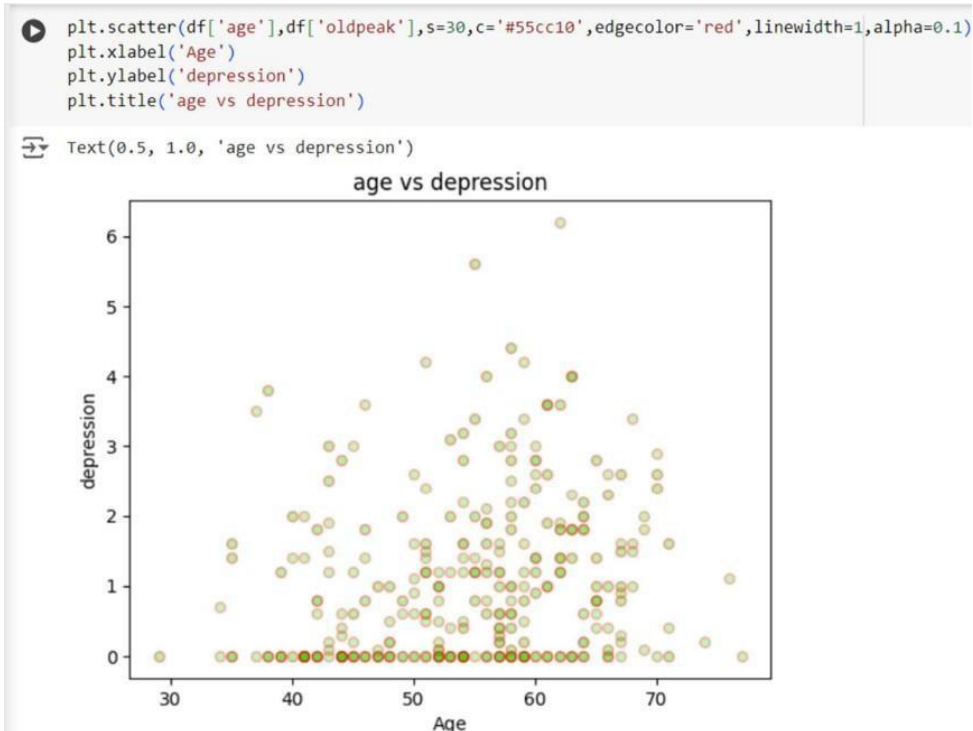 plt.scatter(df['age'],df['oldpeak'],s=30,c='#55cc10',edgecolor='red',linewidth=1,alpha=0.1)
plt.xlabel('Age')
plt.ylabel('depression')
plt.title('age vs depression')
Text(0.5, 1.0, 'age vs depression')
age vs depression
6
5
4
3
2
1
0
depression
30 40 50 60 70
Age